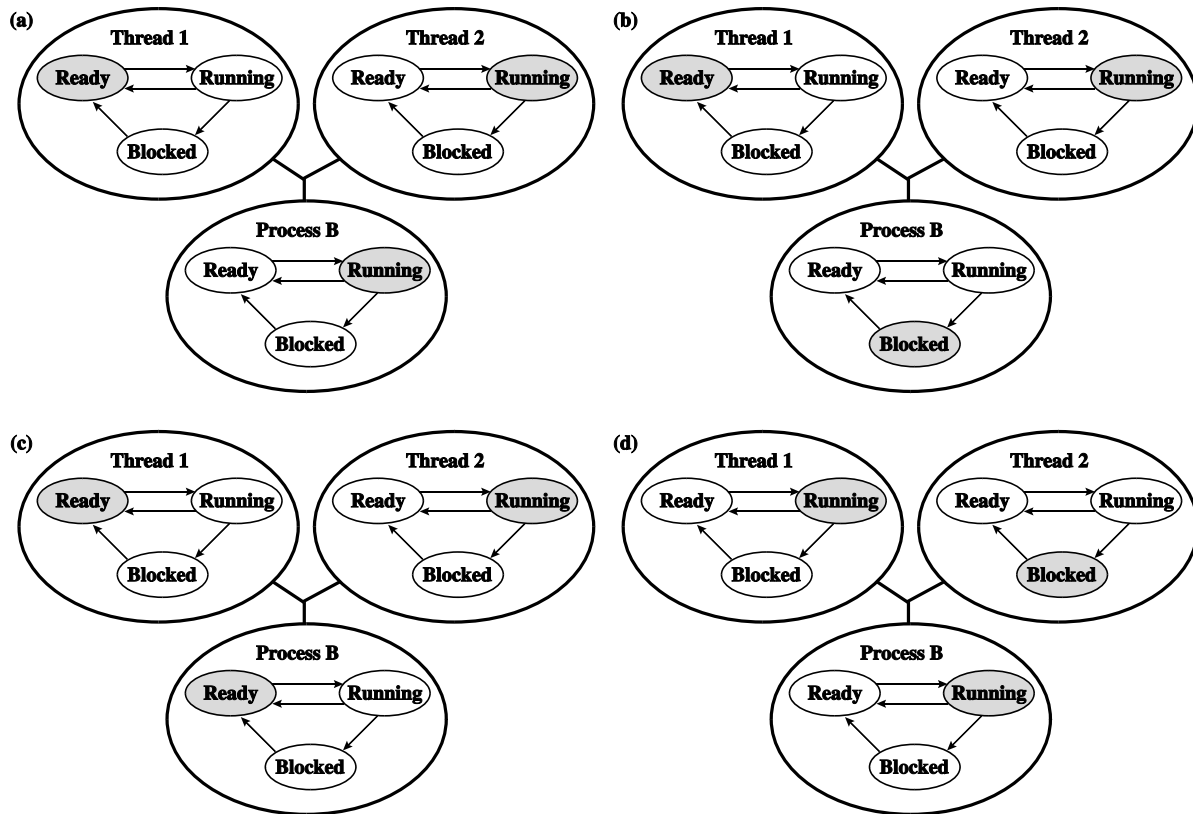 (a)
Thread 1
Ready Running
Blocked
Thread 2
Ready Running
Blocked
Process B
Ready Running
Blocked
(b)
Thread 1
Ready Running
Blocked
Thread 2
Ready Running
Blocked
Process B
Ready Running
Blocked
(c)
Thread 1
Ready Running
Blocked
Thread 2
Ready Running
Blocked
Process B
Ready Running
Blocked
(d)
Thread 1
Ready Running
Blocked
Thread 2
Ready Running
Blocked
Process B
Ready Running
Blocked